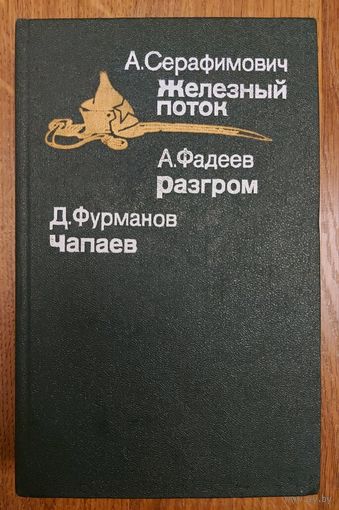 А.Серафимович
Железный
поток
А.Фадеев
Разгром
Д.Фурманов
Чапаев